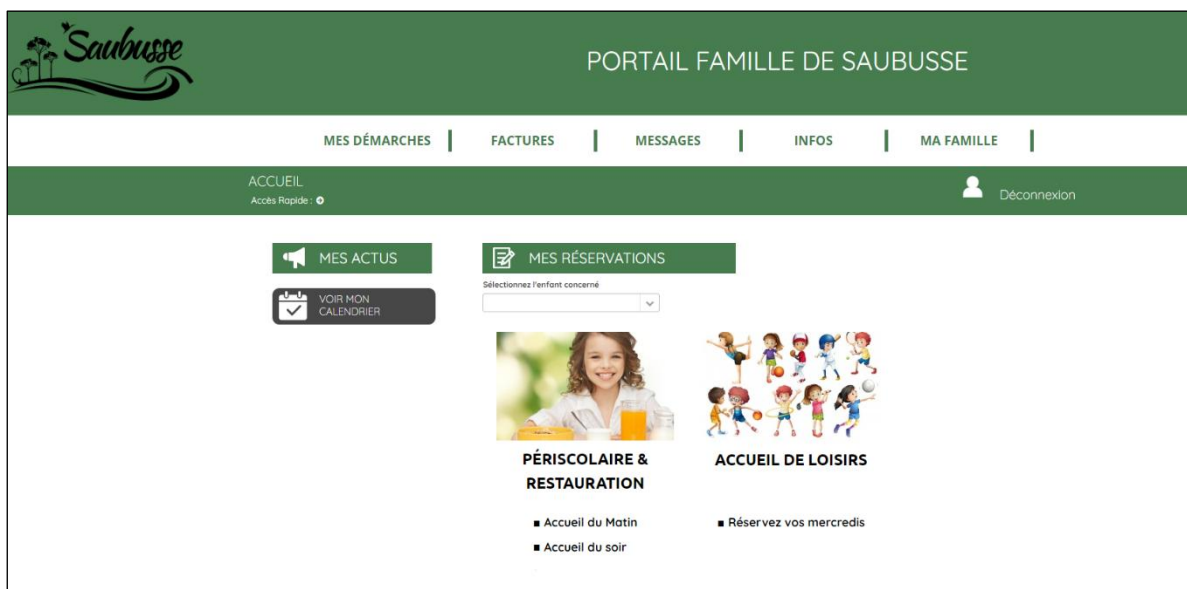 Saubusse
PORTAIL FAMILLE DE SAUBUSSE
MES DÉMARCHES
FACTURES
MESSAGES
INFOS
MA FAMILLE
ACCUEIL
Accès Rapide :
Déconnexion
MES ACTUS
VOIR MON
CALENDRIER
MES RÉSERVATIONS
Sélectionnez l'enfant concerné
PÉRISCOLAIRE &
RESTAURATION
■ Accueil du Matin
■ Accueil du soir
ACCUEIL DE LOISIRS
■ Réservez vos mercredis